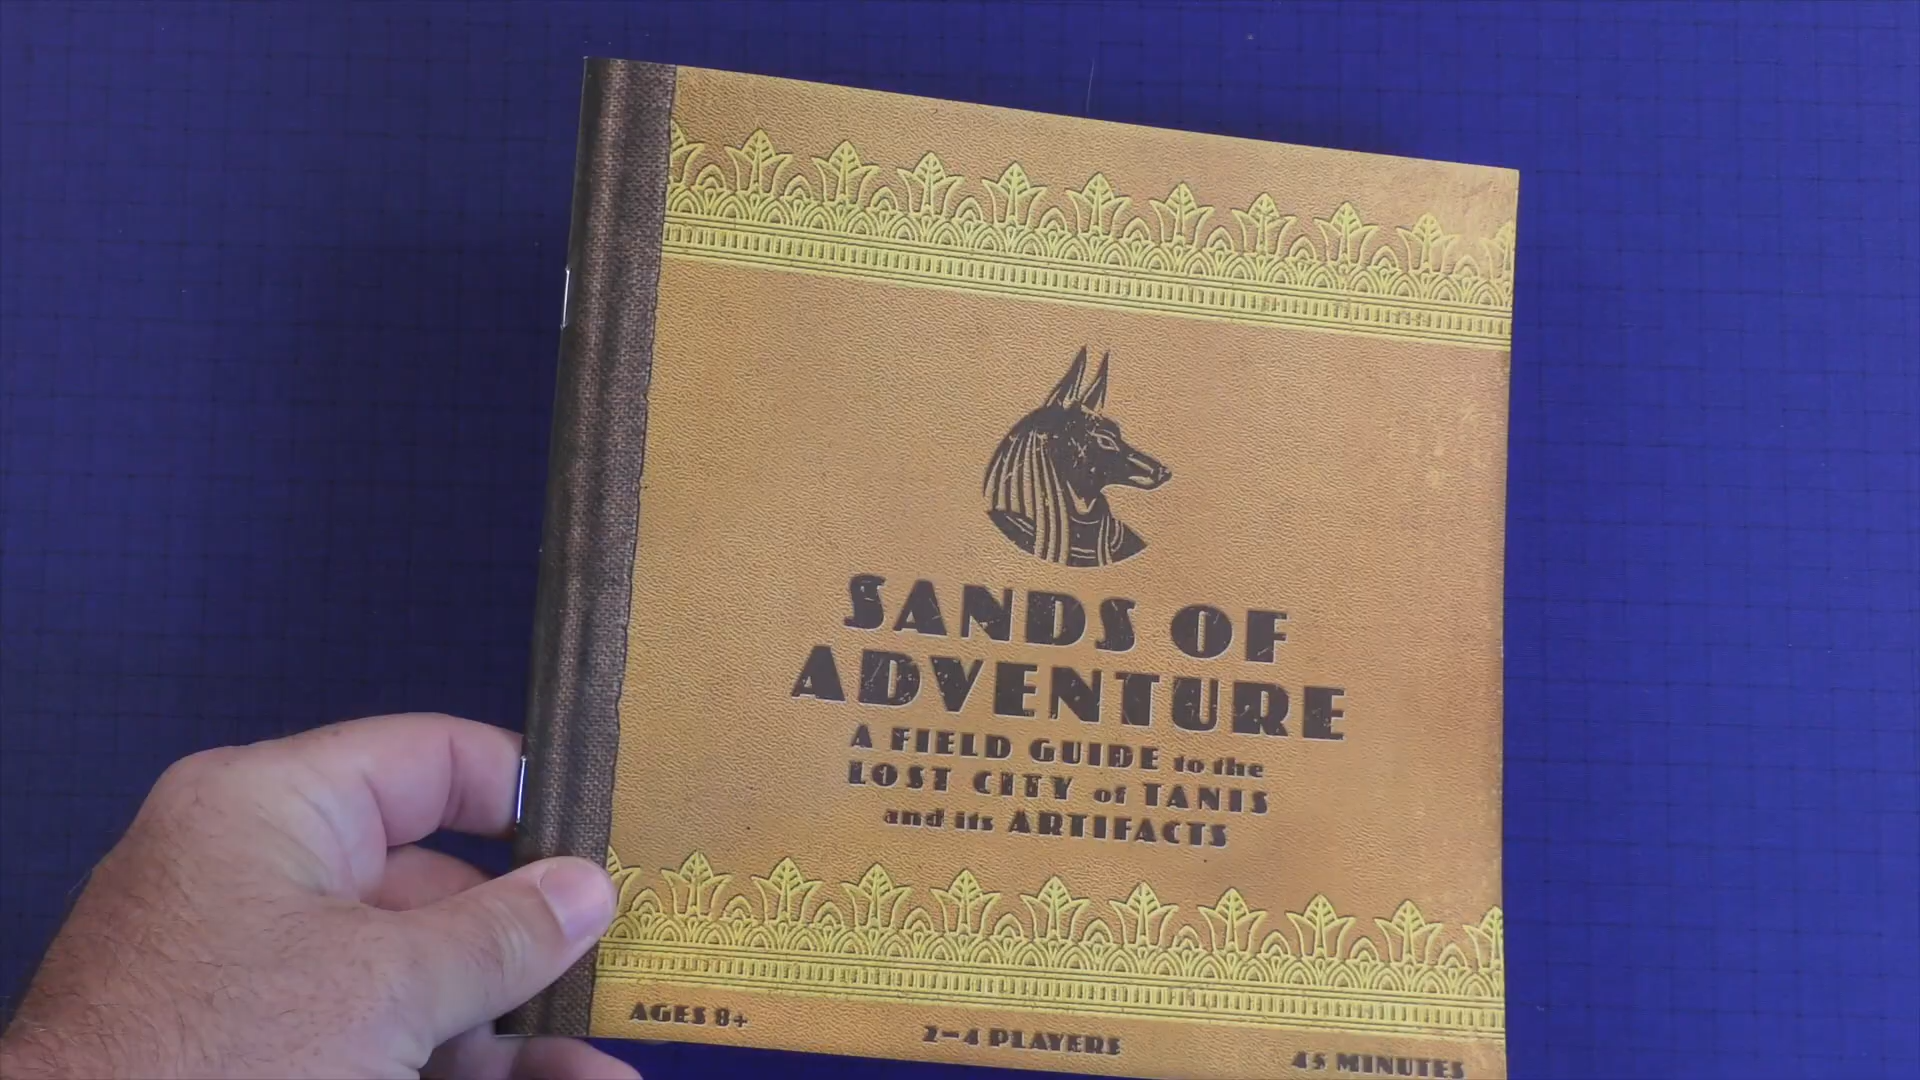 SANDS OF
ADVENTURE
A FIELD GUIDE to the
LOST CITY of TANIS
and its ARTIFACTS
AGES 8+
2–4 PLAYERS
45 MINUTES